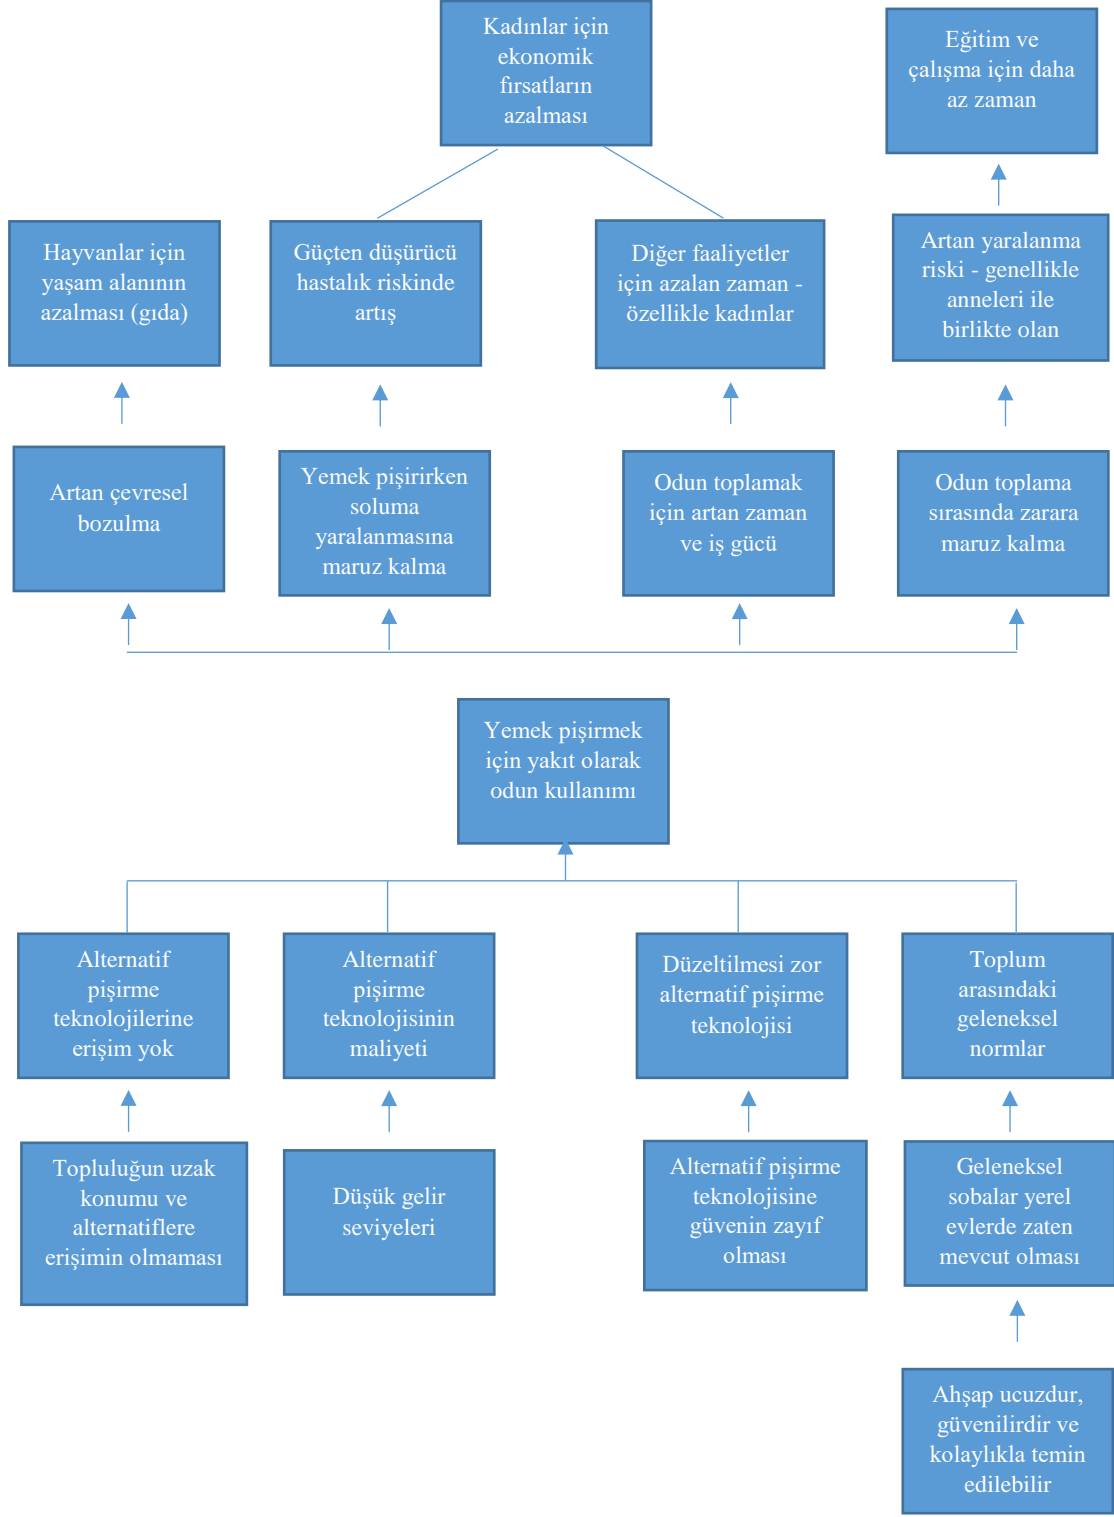 Kadınlar için
ekonomik
fırsatların
azalması
Eğitim ve
çalışma için daha
az zaman
Hayvanlar için
yaşam alanının
azalması (gıda)
Güçten düşürücü
hastalık riskinde
artış
Diğer faaliyetler
için azalan zaman -
özellikle kadınlar
Artan yaralanma
riski - genellikle
anneleri ile
birlikte olan
Artan çevresel
bozulma
Yemek pişirirken
soluma
yaralanmasına
maruz kalma
Odun toplamak
için artan zaman
ve iş gücü
Odun toplama
sırasında zarara
maruz kalma
Yemek pişirmek
için yakıt olarak
odun kullanımı
Alternatif
pişirme
teknolojilerine
erişim yok
Alternatif
pişirme
teknolojisinin
maliyeti
Düzeltilmesi zor
alternatif pişirme
teknolojisi
Toplum
arasındaki
geleneksel
normlar
Topluluğun uzak
konumu ve
alternatiflere
erişimin olmaması
Düşük gelir
seviyeleri
Alternatif pişirme
teknolojisine
güvenin zayıf
olması
Geleneksel
sobalar yerel
evlerde zaten
mevcut olması
Ahşap ucuzdur,
güvenilirdir ve
kolaylıkla temin
edilebilir